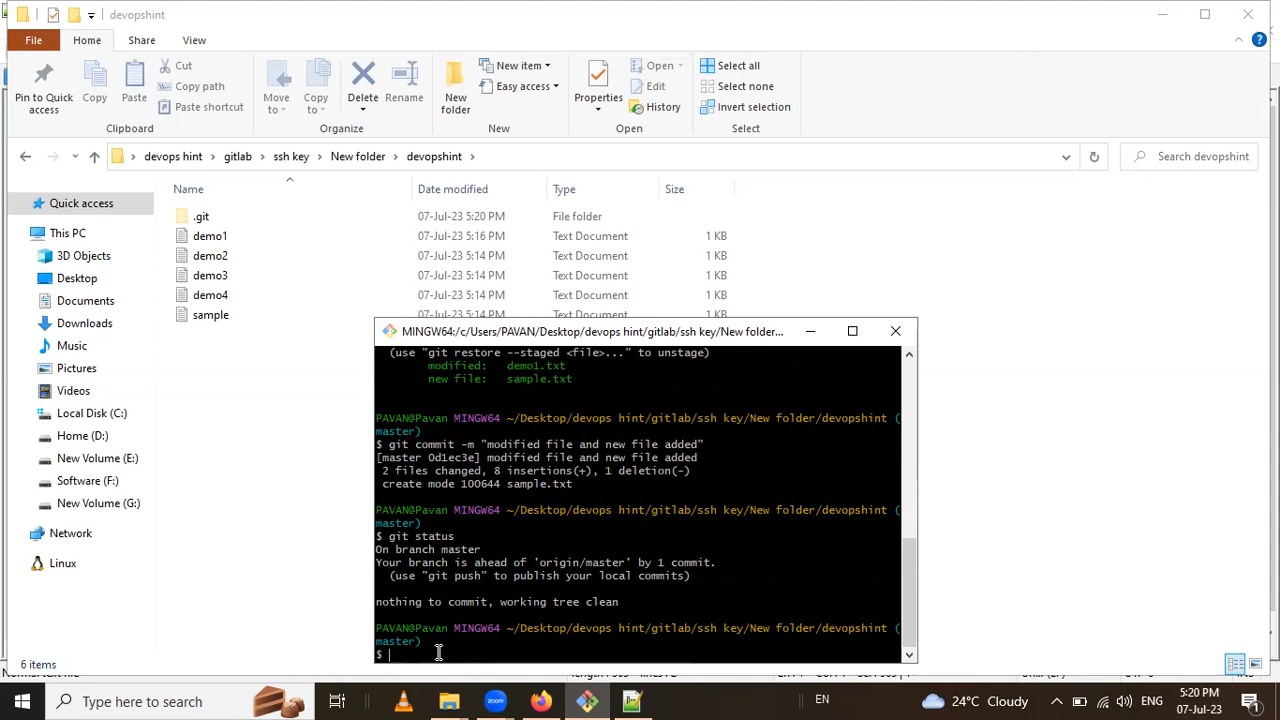 devopshint
File Home Share View
Pin to Quick access
Copy
Paste
Cut
Copy path
Paste shortcut
Clipboard
Move to
Copy to
Delete
Rename
Organize
New folder
New item
Easy access
New
Properties
Open
Edit
History
Open
Select all
Select none
Invert selection
Select
devops hint > gitlab > ssh key > New folder > devopshint >
Search devopshint
Name Date modified Type Size
.git 07-Jul-23 5:20 PM File folder
demo1 07-Jul-23 5:16 PM Text Document 1 KB
demo2 07-Jul-23 5:14 PM Text Document 1 KB
demo3 07-Jul-23 5:14 PM Text Document 1 KB
demo4 07-Jul-23 5:14 PM Text Document 1 KB
sample 07-Jul-23 5:14 PM Text Document 1 KB
Quick access
This PC
3D Objects
Desktop
Documents
Downloads
Music
Pictures
Videos
Local Disk (C:)
Home (D:)
New Volume (E:)
Software (F:)
New Volume (G:)
Network
Linux
6 items
MINGW64:/c/Users/PAVAN/Desktop/devops hint/gitlab/ssh key/New folder...
(use "git restore --staged <file>..." to unstage)
modified: demo1.txt
new file: sample.txt
PAVAN@Pavan MINGW64 ~/Desktop/devops hint/gitlab/ssh key/New folder/devopshint (
master)
$ git commit -m "modified file and new file added"
[master 0d1ec3e] modified file and new file added
2 files changed, 8 insertions(+), 1 deletion(-)
create mode 100644 sample.txt
PAVAN@Pavan MINGW64 ~/Desktop/devops hint/gitlab/ssh key/New folder/devopshint (
master)
$ git status
On branch master
Your branch is ahead of 'origin/master' by 1 commit.
(use "git push" to publish your local commits)
nothing to commit, working tree clean
PAVAN@Pavan MINGW64 ~/Desktop/devops hint/gitlab/ssh key/New folder/devopshint (
master)
$
Type here to search
EN
24°C Cloudy
ENG
5:20 PM
07-Jul-23
1